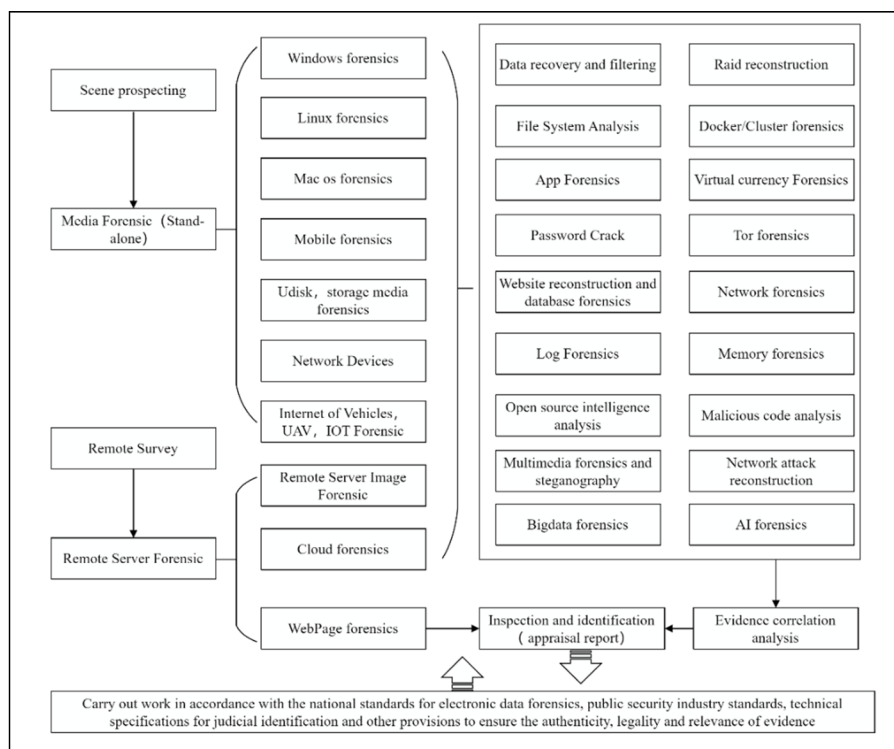 Scene prospecting
Media Forensic（Stand-
alone）
Remote Survey
Remote Server Forensic
Windows forensics
Linux forensics
Mac os forensics
Mobile forensics
Udisk，storage media
forensics
Network Devices
Internet of Vehicles，
UAV，IOT Forensic
Remote Server Image
Forensic
Cloud forensics
WebPage forensics
Data recovery and filtering
Raid reconstruction
File System Analysis
Docker/Cluster forensics
App Forensics
Virtual currency Forensics
Password Crack
Tor forensics
Website reconstruction and
database forensics
Network forensics
Log Forensics
Memory forensics
Open source intelligence
analysis
Malicious code analysis
Multimedia forensics and
steganography
Network attack
reconstruction
Bigdata forensics
AI forensics
Inspection and identification
（appraisal report）
Evidence correlation
analysis
Carry out work in accordance with the national standards for electronic data forensics, public security industry standards, technical
specifications for judicial identification and other provisions to ensure the authenticity, legality and relevance of evidence